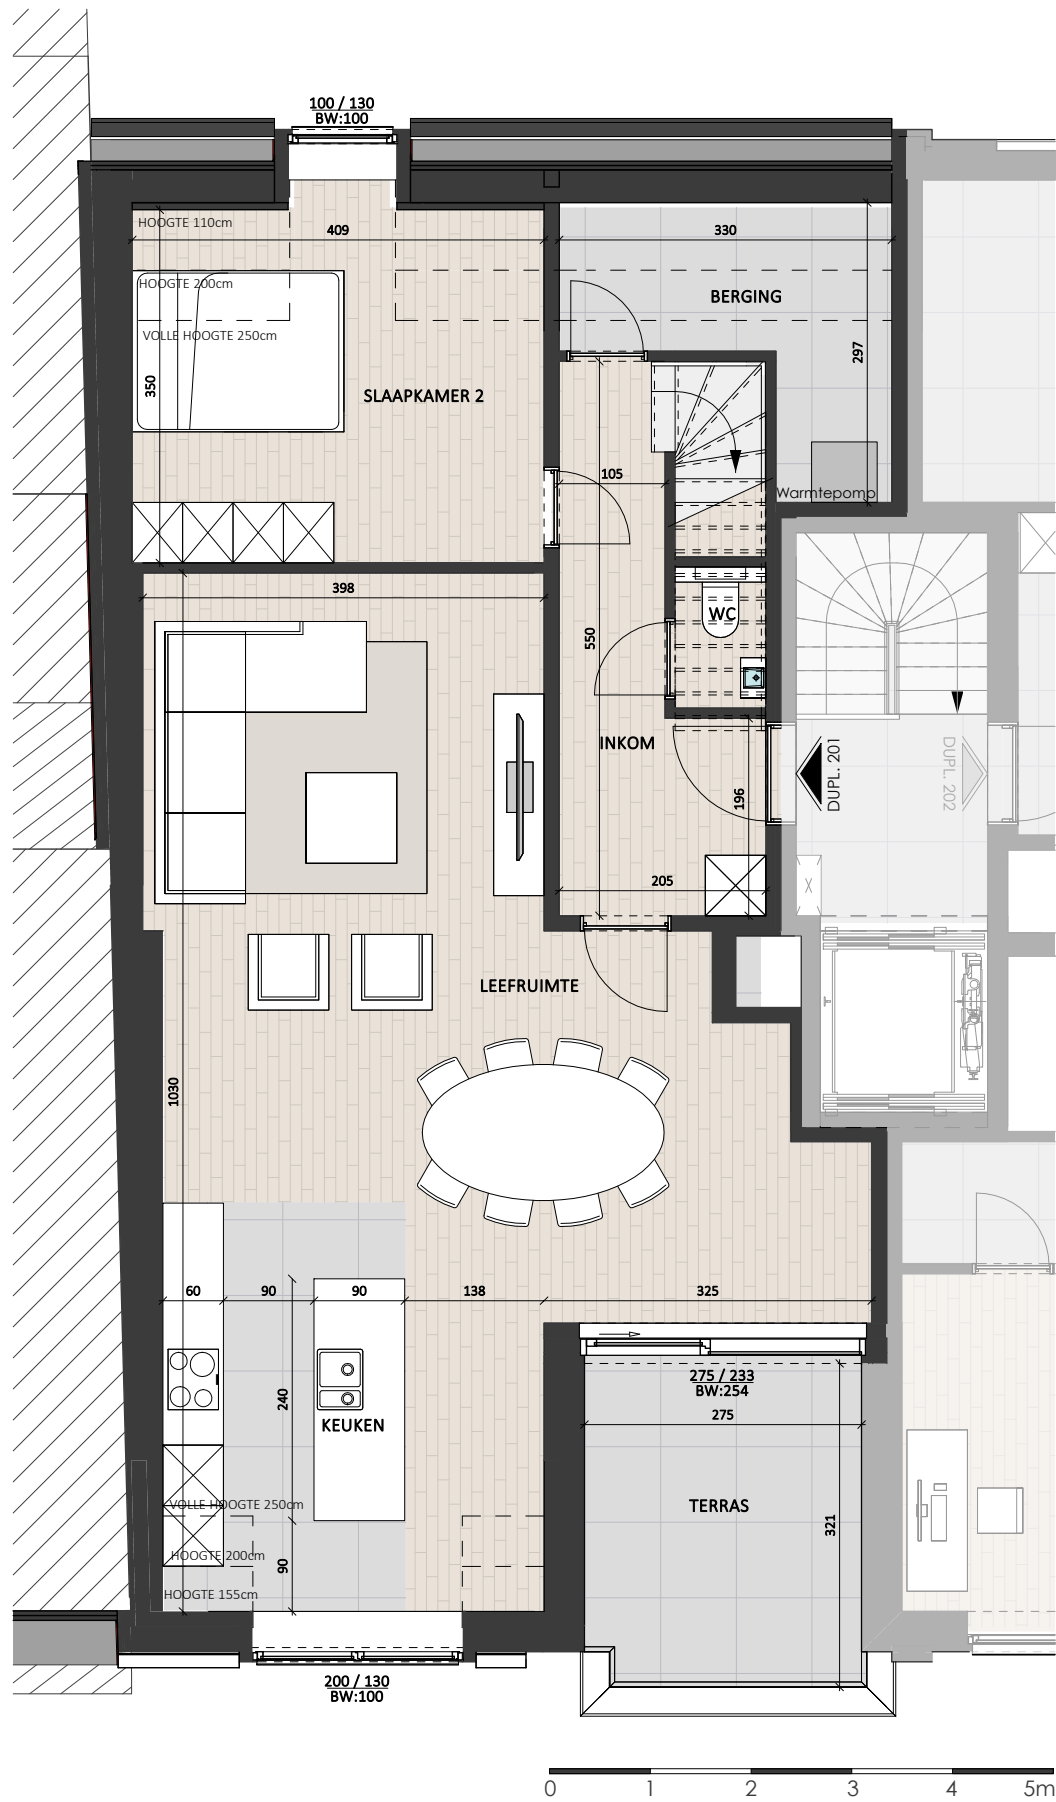 100 / 130
BW:100
HOOGTE 110cm
409
330
HOOGTE 200cm
BERGING
VOLLE HOOGTE 250cm
297
350
SLAAPKAMER 2
105
Warmtepomp
398
WC
550
INKOM
DUPL. 201
DUPL. 202
196
205
LEEFRUIMTE
1030
60
90
90
138
325
275 / 233
BW:254
240
275
KEUKEN
TERRAS
VOLLE HOOGTE 250cm
321
HOOGTE 200cm
90
HOOGTE 155cm
200 / 130
BW:100
0 1 2 3 4 5m